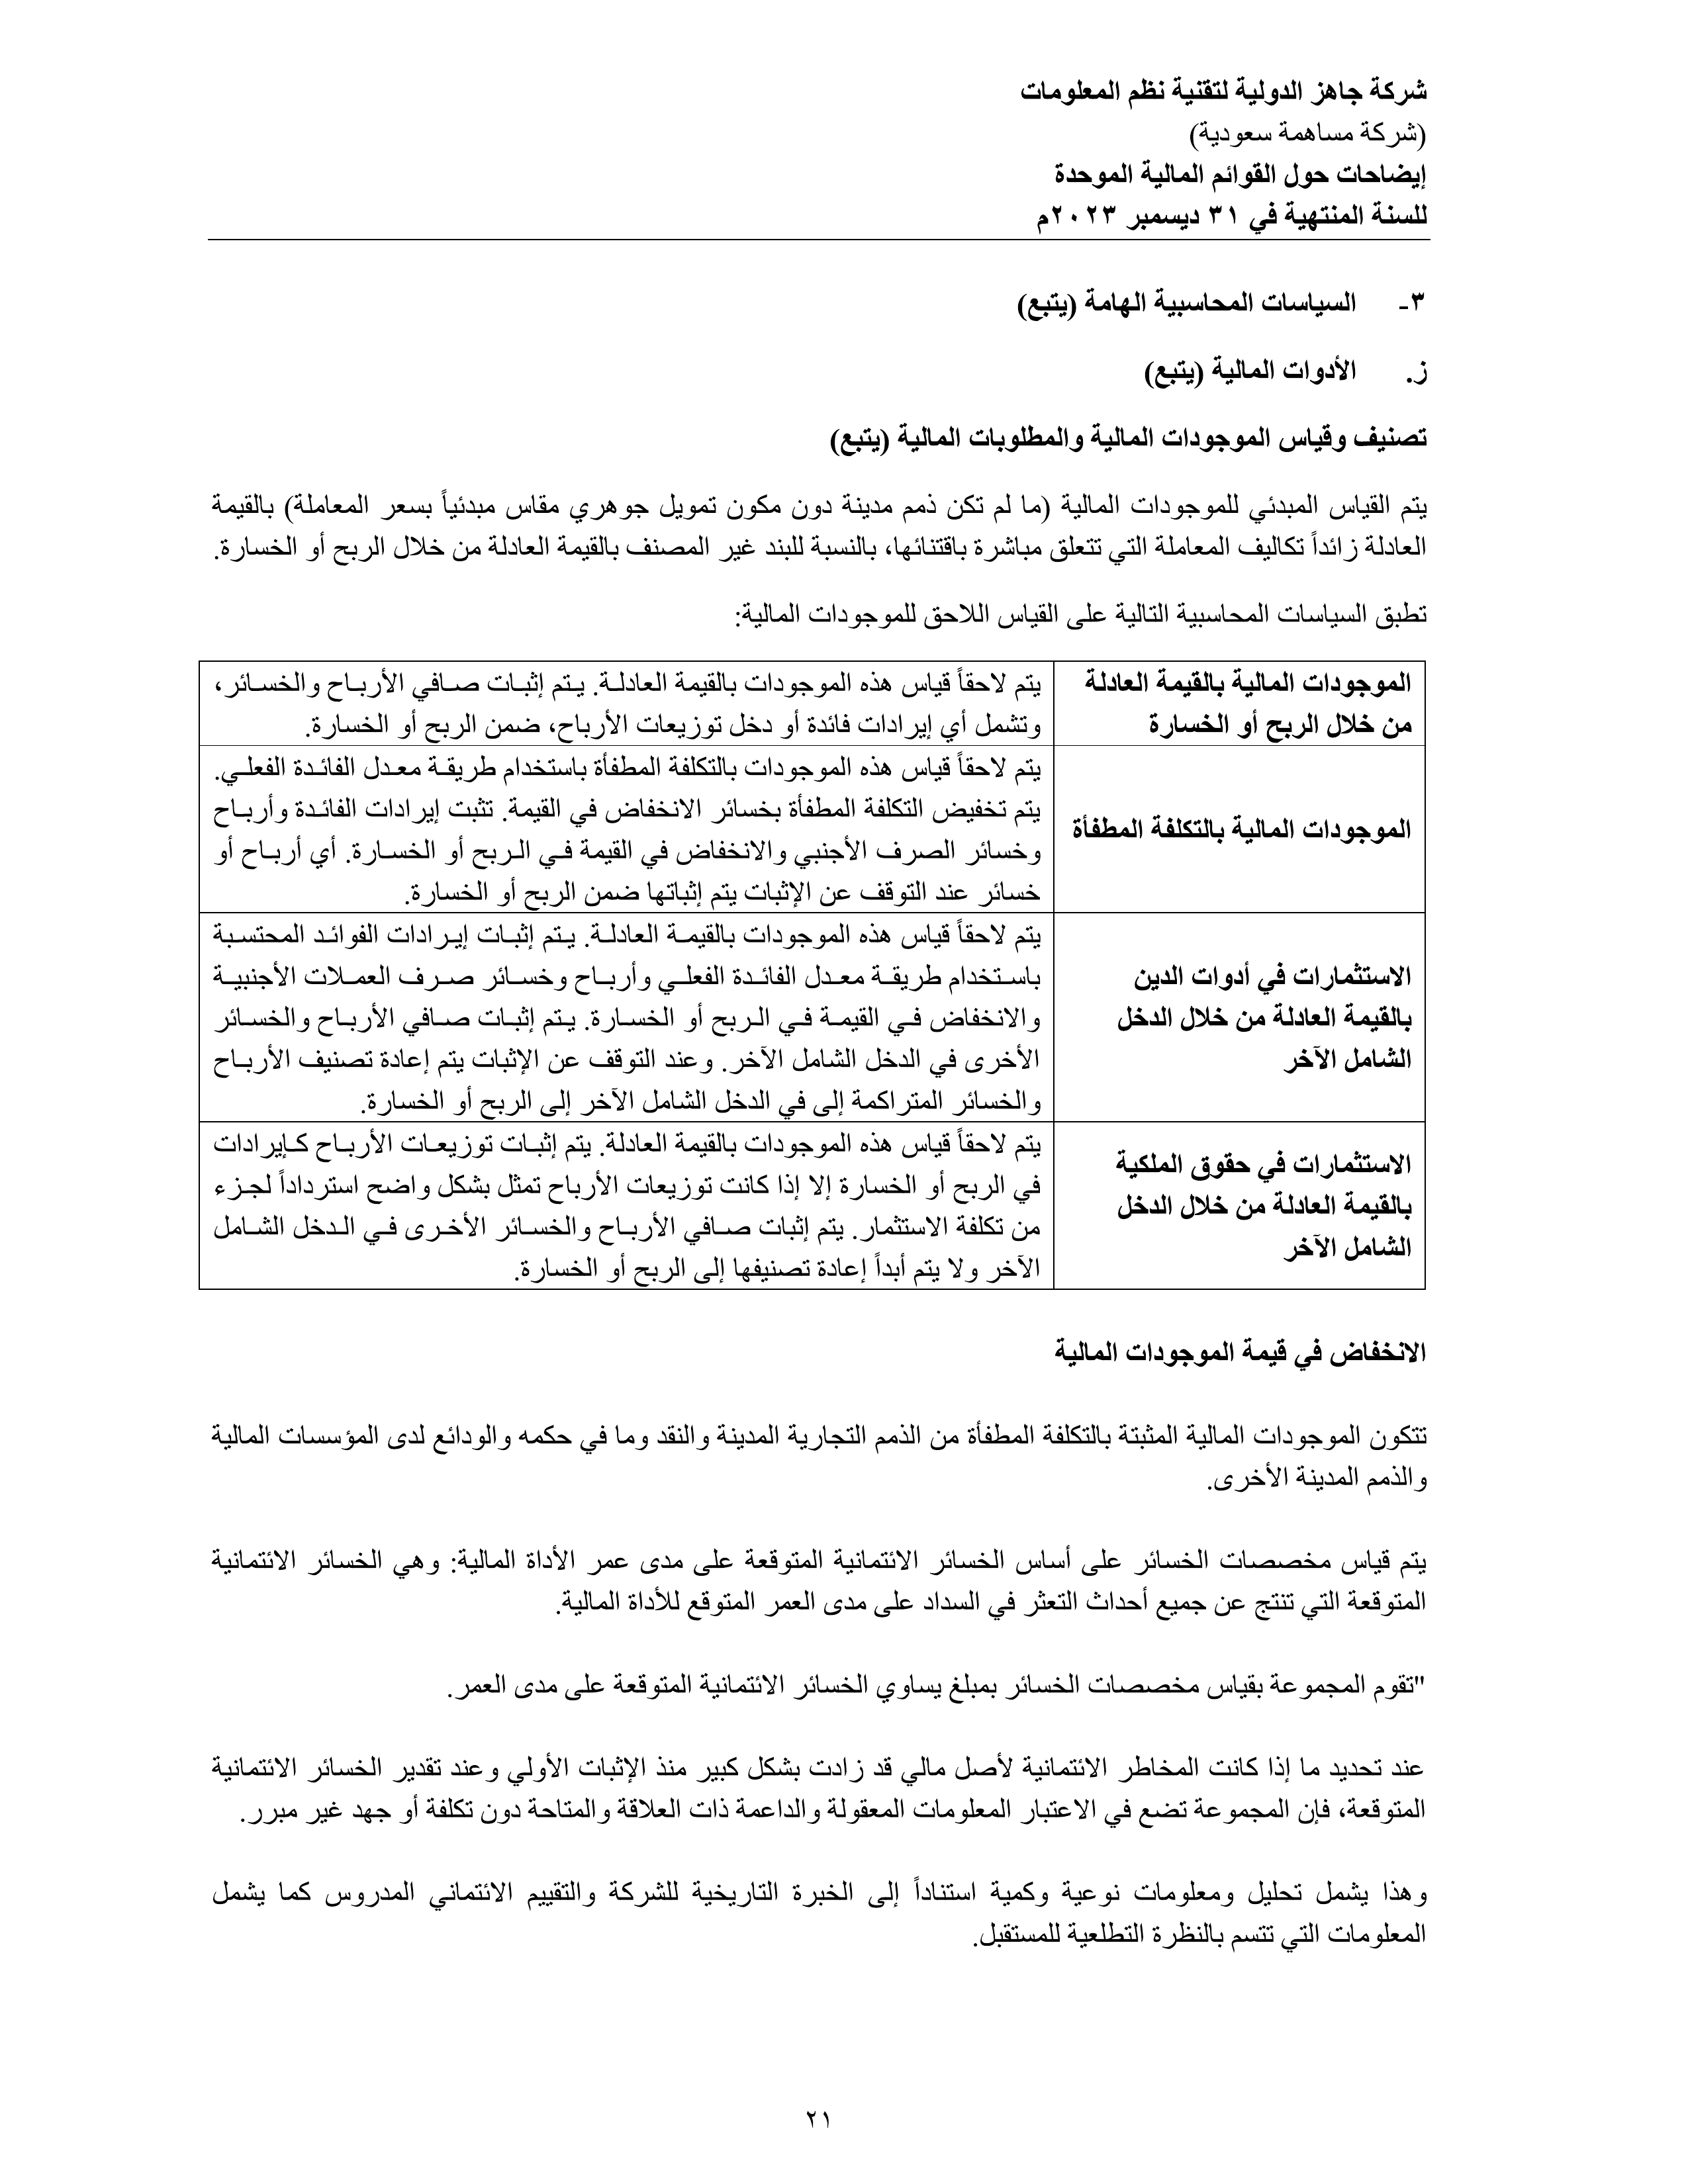 شركة جاهز الدولية لتقنية نظم المعلومات
(شركة مساهمة سعودية)
إيضاحات حول القوائم المالية الموحدة
للسنة المنتهية في ٣١ ديسمبر ٢٠٢٣م
٣- السياسات المحاسبية الهامة (يتبع)
ز. الأدوات المالية (يتبع)
تصنيف وقياس الموجودات المالية والمطلوبات المالية (يتبع)
يتم القياس المبدئي للموجودات المالية (ما لم تكن ذمم مدينة دون مكون تمويل جوهري مقاس مبدئياً بسعر المعاملة) بالقيمة
العادلة زائداً تكاليف المعاملة التي تتعلق مباشرة باقتنائها، بالنسبة للبند غير المصنف بالقيمة العادلة من خلال الربح أو الخسارة.
تطبق السياسات المحاسبية التالية على القياس اللاحق للموجودات المالية:
الموجودات المالية بالقيمة العادلة
من خلال الربح أو الخسارة
يتم لاحقاً قياس هذه الموجودات بالقيمة العادلة. يتم إثبات صافي الأرباح والخسائر،
وتشمل أي إيرادات فائدة أو دخل توزيعات الأرباح، ضمن الربح أو الخسارة.
الموجودات المالية بالتكلفة المطفأة
يتم لاحقاً قياس هذه الموجودات بالتكلفة المطفأة باستخدام طريقة معدل الفائدة الفعلي.
يتم تخفيض التكلفة المطفأة بخسائر الانخفاض في القيمة. تثبت إيرادات الفائدة وأرباح
وخسائر الصرف الأجنبي والانخفاض في القيمة في الربح أو الخسارة. أي أرباح أو
خسائر عند التوقف عن الإثبات يتم إثباتها ضمن الربح أو الخسارة.
الاستثمارات في أدوات الدين
بالقيمة العادلة من خلال الدخل
الشامل الآخر
يتم لاحقاً قياس هذه الموجودات بالقيمة العادلة. يتم إثبات إيرادات الفوائد المحتسبة
باستخدام طريقة معدل الفائدة الفعلي وأرباح وخسائر صرف العملات الأجنبية
والانخفاض في القيمة في الربح أو الخسارة. يتم إثبات صافي الأرباح والخسائر
الأخرى في الدخل الشامل الآخر. وعند التوقف عن الإثبات يتم إعادة تصنيف الأرباح
والخسائر المتراكمة إلى في الدخل الشامل الآخر إلى الربح أو الخسارة.
الاستثمارات في حقوق الملكية
بالقيمة العادلة من خلال الدخل
الشامل الآخر
يتم لاحقاً قياس هذه الموجودات بالقيمة العادلة. يتم إثبات توزيعات الأرباح كإيرادات
في الربح أو الخسارة إلا إذا كانت توزيعات الأرباح تمثل بشكل واضح استرداداً لجزء
من تكلفة الاستثمار. يتم إثبات صافي الأرباح والخسائر الأخرى في الدخل الشامل
الآخر ولا يتم أبداً إعادة تصنيفها إلى الربح أو الخسارة.
الانخفاض في قيمة الموجودات المالية
تتكون الموجودات المالية المثبتة بالتكلفة المطفأة من الذمم التجارية المدينة والنقد وما في حكمه والودائع لدى المؤسسات المالية
والذمم المدينة الأخرى.
يتم قياس مخصصات الخسائر على أساس الخسائر الائتمانية المتوقعة على مدى عمر الأداة المالية: وهي الخسائر الائتمانية
المتوقعة التي تنتج عن جميع أحداث التعثر في السداد على مدى العمر المتوقع للأداة المالية.
"تقوم المجموعة بقياس مخصصات الخسائر بمبلغ يساوي الخسائر الائتمانية المتوقعة على مدى العمر.
عند تحديد ما إذا كانت المخاطر الائتمانية لأصل مالي قد زادت بشكل كبير منذ الإثبات الأولي وعند تقدير الخسائر الائتمانية
المتوقعة، فإن المجموعة تضع في الاعتبار المعلومات المعقولة والداعمة ذات العلاقة والمتاحة دون تكلفة أو جهد غير مبرر.
وهذا يشمل تحليل ومعلومات نوعية وكمية استناداً إلى الخبرة التاريخية للشركة والتقييم الائتماني المدروس كما يشمل
المعلومات التي تتسم بالنظرة التطلعية للمستقبل.
٢١